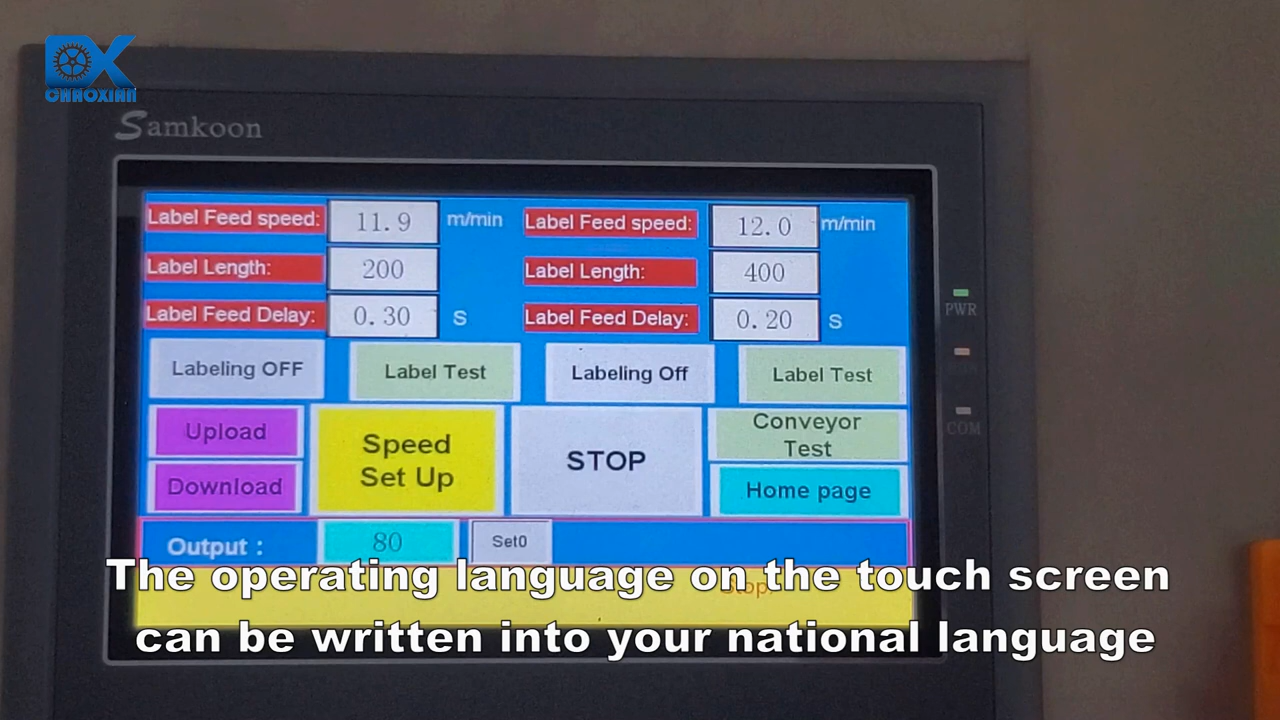 CHAOXIAN
Samkoon
Label Feed speed: 11.9 m/min Label Feed speed: 12.0 m/min
Label Length: 200 Label Length: 400
Label Feed Delay: 0.30 S Label Feed Delay: 0.20 S
Labeling OFF Label Test Labeling Off Label Test
Upload
Download
Speed
Set Up
STOP
Conveyor
Test
Home page
Output : 80 Set0
Stop.
PWR
COM
The operating language on the touch screen
can be written into your national language